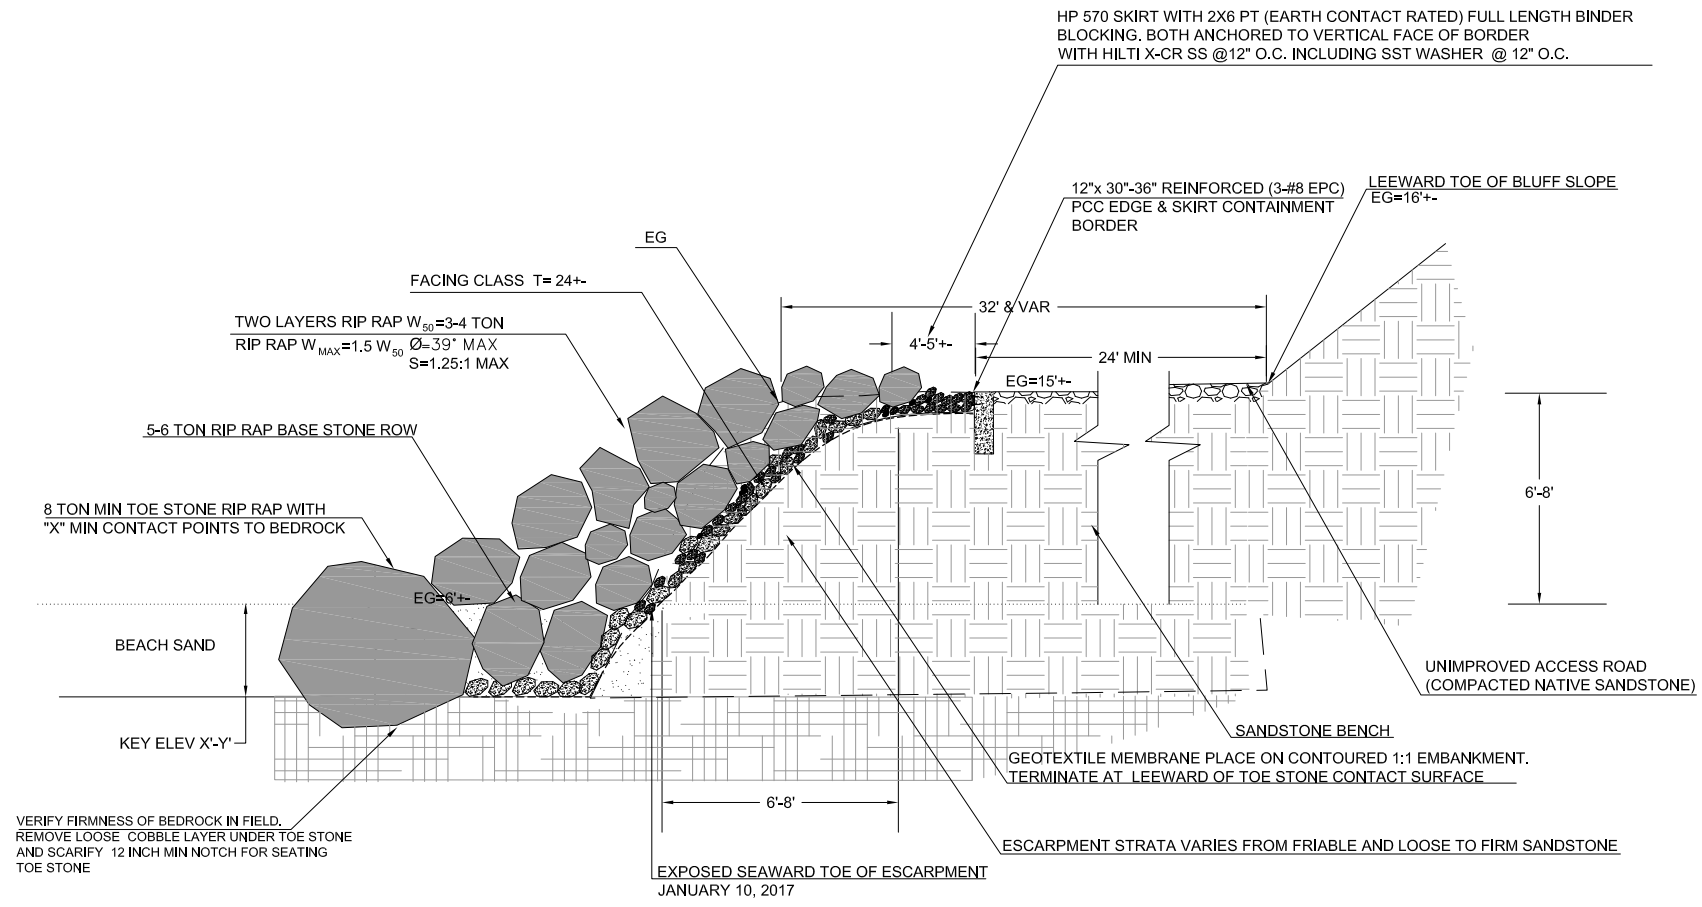 HP 570 SKIRT WITH 2X6 PT (EARTH CONTACT RATED) FULL LENGTH BINDER
BLOCKING. BOTH ANCHORED TO VERTICAL FACE OF BORDER
WITH HILTI X-CR SS @12" O.C. INCLUDING SST WASHER @ 12" O.C.
12"x 30"-36" REINFORCED (3-#8 EPC)
PCC EDGE & SKIRT CONTAINMENT
BORDER
LEEWARD TOE OF BLUFF SLOPE
EG=16'+-
EG
FACING CLASS T= 24+-
TWO LAYERS RIP RAP W50=3-4 TON
RIP RAP WMAX=1.5 W50 Ø=39° MAX
S=1.25:1 MAX
32' & VAR
4'-5'+-
24' MIN
EG=15'+-
5-6 TON RIP RAP BASE STONE ROW
8 TON MIN TOE STONE RIP RAP WITH
"X" MIN CONTACT POINTS TO BEDROCK
6'-8'
EG=6'+-
BEACH SAND
UNIMPROVED ACCESS ROAD
(COMPACTED NATIVE SANDSTONE)
SANDSTONE BENCH
KEY ELEV X'-Y'
GEOTEXTILE MEMBRANE PLACE ON CONTOURED 1:1 EMBANKMENT.
TERMINATE AT LEEWARD OF TOE STONE CONTACT SURFACE
6'-8'
VERIFY FIRMNESS OF BEDROCK IN FIELD.
REMOVE LOOSE COBBLE LAYER UNDER TOE STONE
AND SCARIFY 12 INCH MIN NOTCH FOR SEATING
TOE STONE
ESCARPMENT STRATA VARIES FROM FRIABLE AND LOOSE TO FIRM SANDSTONE
EXPOSED SEAWARD TOE OF ESCARPMENT
JANUARY 10, 2017